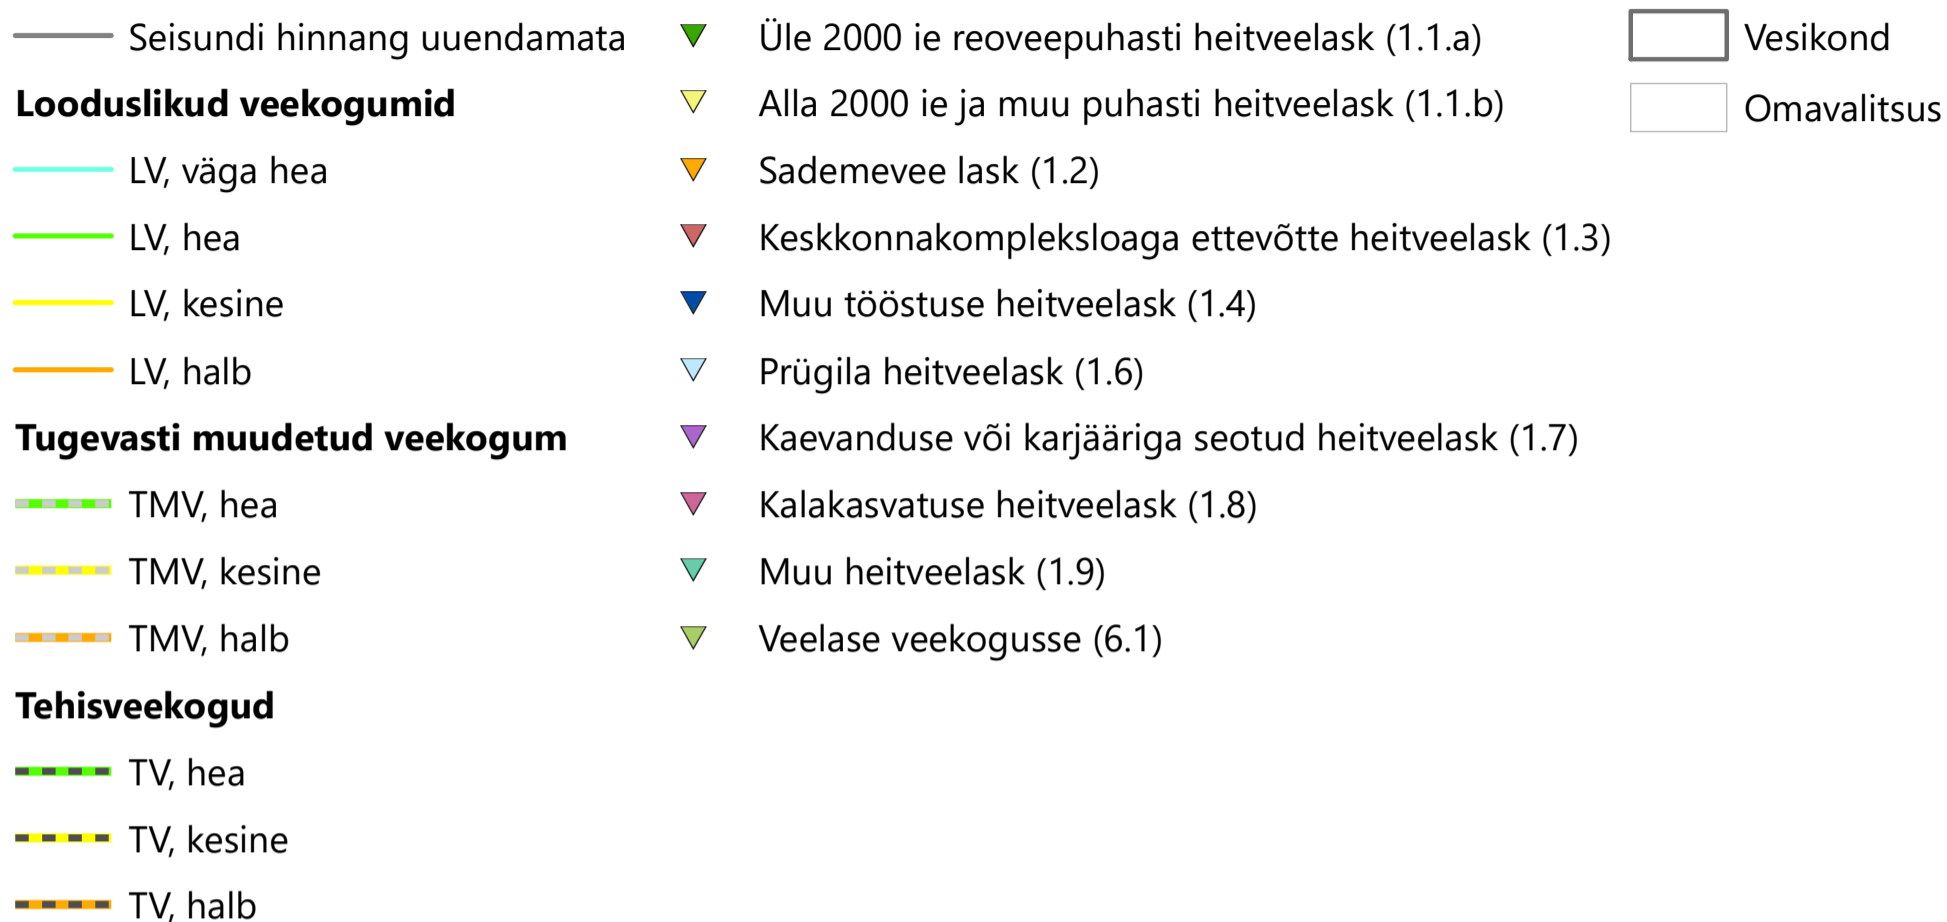 Seisundi hinnang uuendamata
Looduslikud veekogumid
LV, väga hea
LV, hea
LV, kesine
LV, halb
Tugevasti muudetud veekogum
TMV, hea
TMV, kesine
TMV, halb
Tehisveekogud
TV, hea
TV, kesine
TV, halb
Üle 2000 ie reoveepuhasti heitveelask (1.1.a)
Alla 2000 ie ja muu puhasti heitveelask (1.1.b)
Sademevee lask (1.2)
Keskkonnakompleksloaga ettevõtte heitveelask (1.3)
Muu tööstuse heitveelask (1.4)
Prügila heitveelask (1.6)
Kaevanduse või karjääriga seotud heitveelask (1.7)
Kalakasvatuse heitveelask (1.8)
Muu heitveelask (1.9)
Veelase veekogusse (6.1)
Vesikond
Omavalitsus